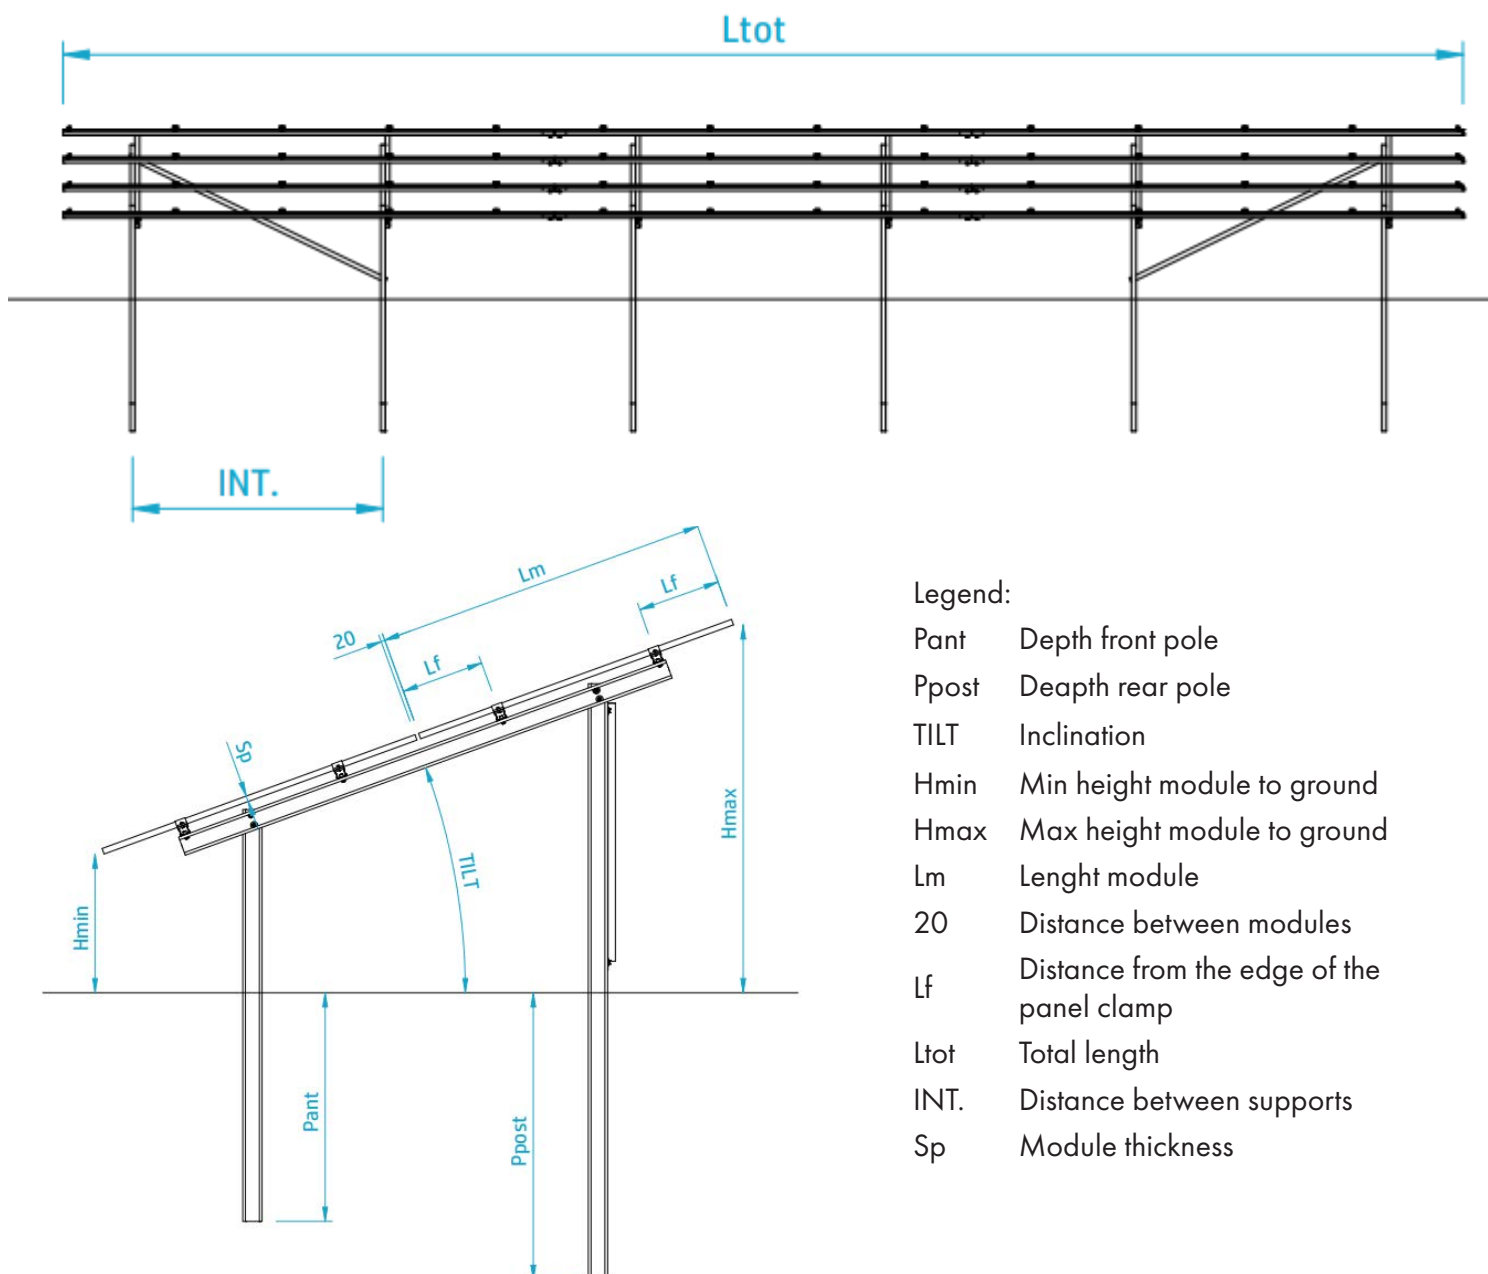 Ltot
INT.
Lm
Lf
20
Lf
Sp
Hmax
TILT
Hmin
Pant
Ppost
Legend:
Pant Depth front pole
Ppost Deapth rear pole
TILT Inclination
Hmin Min height module to ground
Hmax Max height module to ground
Lm Lenght module
20 Distance between modules
Lf Distance from the edge of the
panel clamp
Ltot Total length
INT. Distance between supports
Sp Module thickness